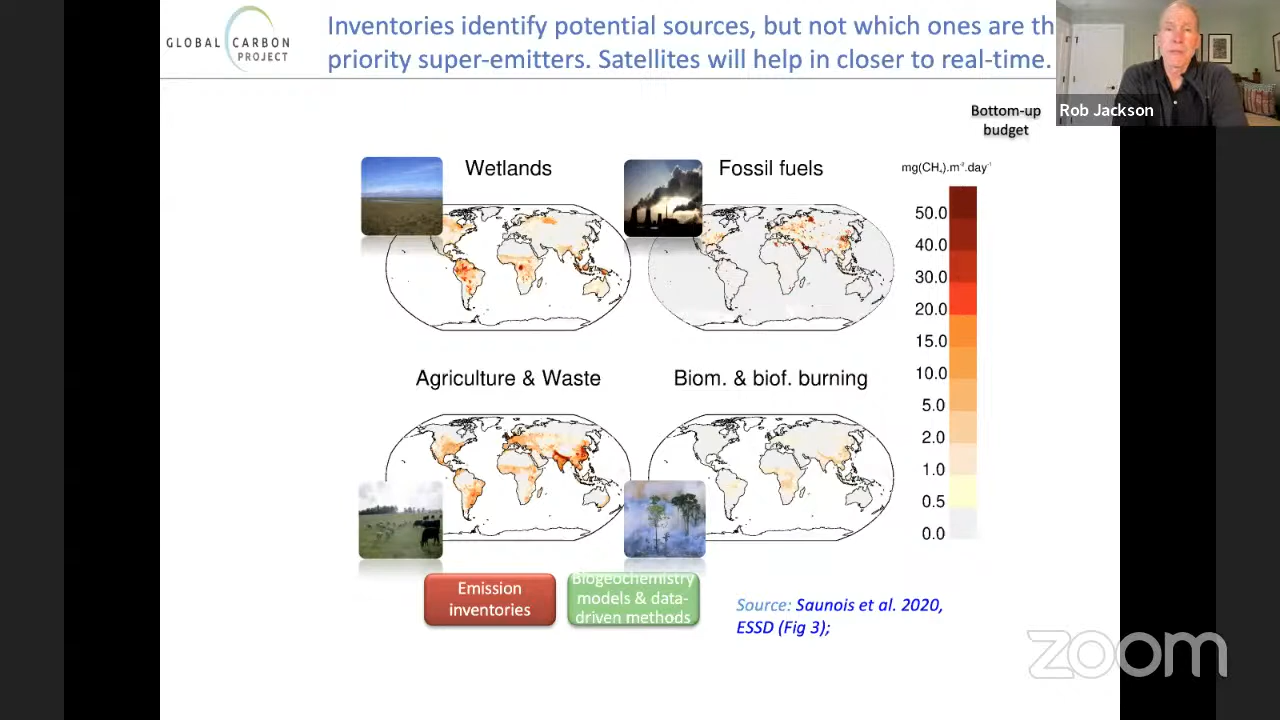 GLOBAL CARBON
PROJECT
Inventories identify potential sources, but not which ones are th
priority super-emitters. Satellites will help in closer to real-time.
Rob Jackson
Bottom-up
budget
Wetlands
Fossil fuels
mg(CH₄).m⁻².day⁻¹
50.0
40.0
30.0
20.0
15.0
10.0
5.0
2.0
1.0
0.5
0.0
Agriculture & Waste
Biom. & biof. burning
Emission
inventories
Biogeochemistry
models & data-
driven methods
Source: Saunois et al. 2020,
ESSD (Fig 3);
zoom